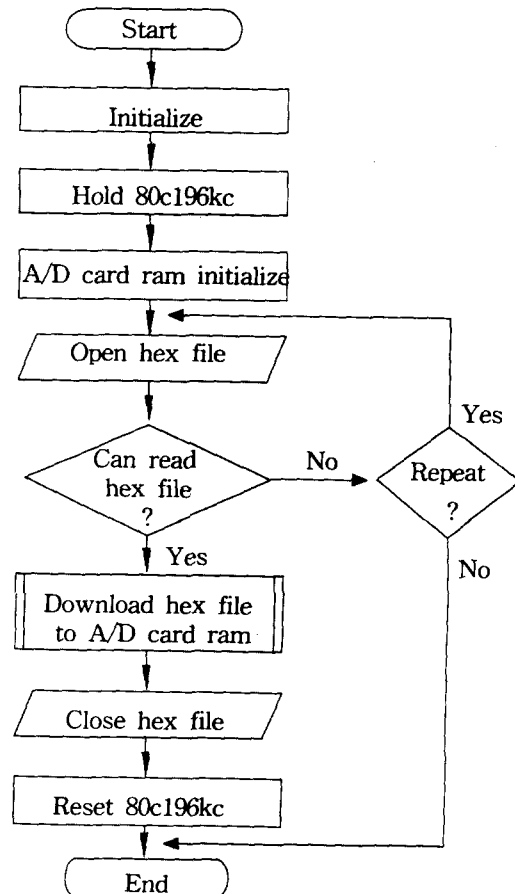 Start
Initialize
Hold 80c196kc
A/D card ram initialize
Open hex file
Yes
Can read
hex file
?
No
Repeat
?
Yes
No
Download hex file
to A/D card ram
Close hex file
Reset 80c196kc
End